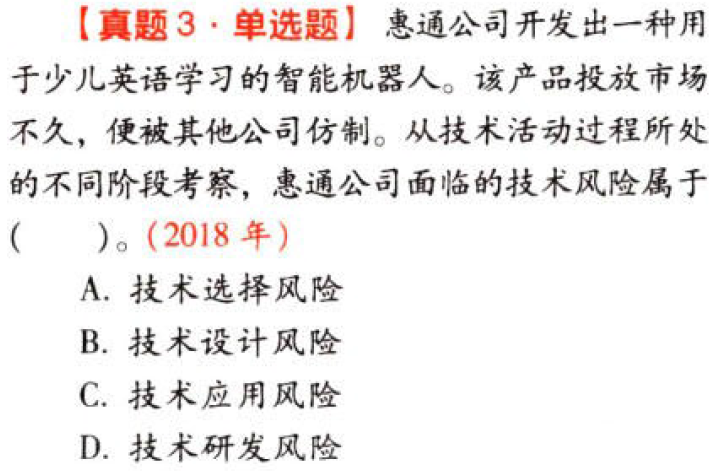 【真题3·单选题】 惠通公司开发出一种用
于少儿英语学习的智能机器人。该产品投放市场
不久，便被其他公司仿制。从技术活动过程所处
的不同阶段考察，惠通公司面临的技术风险属于
(　　)。(2018年)
A. 技术选择风险
B. 技术设计风险
C. 技术应用风险
D. 技术研发风险